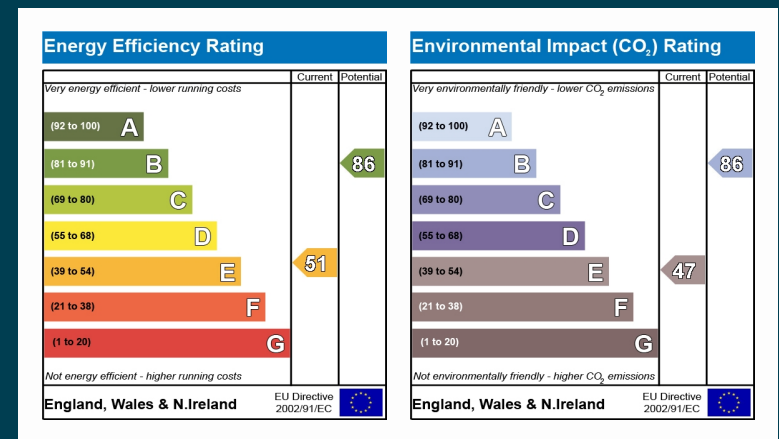 Energy Efficiency Rating
Current Potential
Very energy efficient - lower running costs
(92 to 100) A
(81 to 91) B
86
(69 to 80) C
(55 to 68) D
(39 to 54) E
51
(21 to 38) F
(1 to 20) G
Not energy efficient - higher running costs
England, Wales & N.Ireland
EU Directive
2002/91/EC
Environmental Impact (CO₂) Rating
Current Potential
Very environmentally friendly - lower CO₂ emissions
(92 to 100) A
(81 to 91) B
86
(69 to 80) C
(55 to 68) D
(39 to 54) E
47
(21 to 38) F
(1 to 20) G
Not environmentally friendly - higher CO₂ emissions
England, Wales & N.Ireland
EU Directive
2002/91/EC